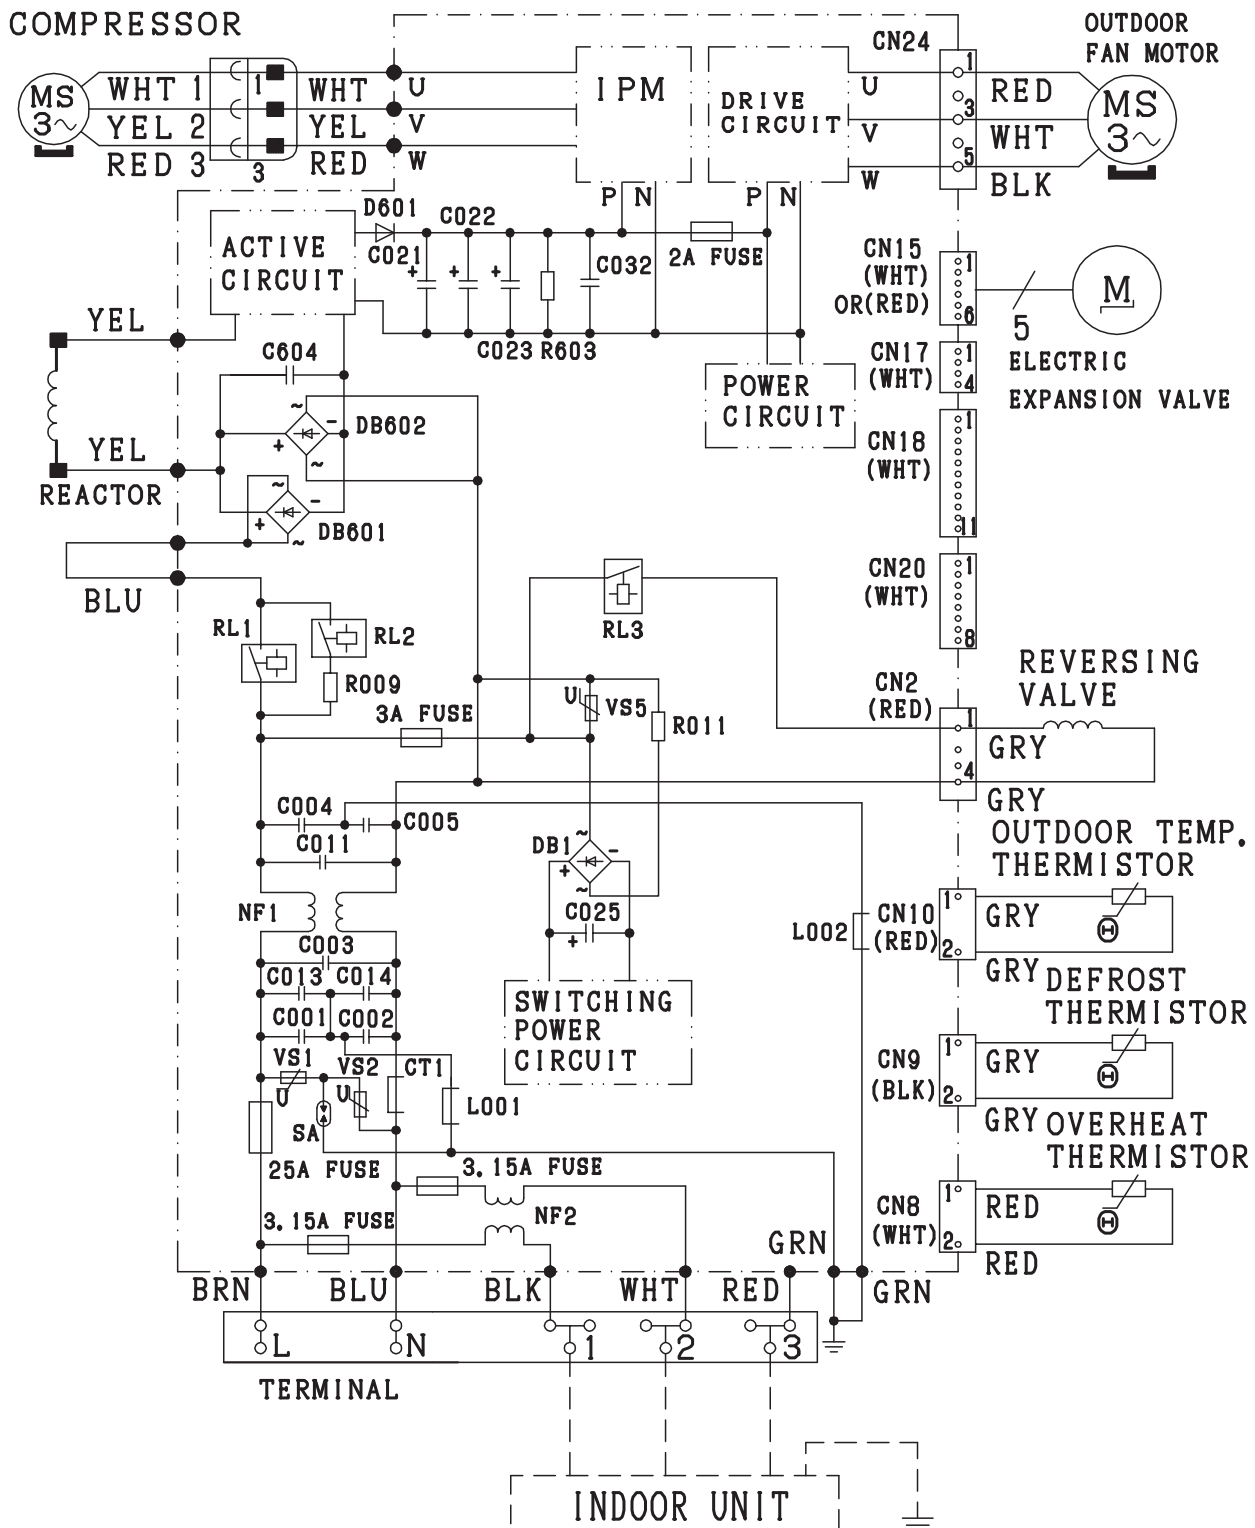 COMPRESSOR
OUTDOOR
FAN MOTOR
CN24
MS
3~
WHT 1
YEL 2
RED 3
1
3
WHT
YEL
RED
U
V
W
IPM
DRIVE
CIRCUIT
U
V
W
1
3
5
RED
WHT
BLK
MS
3~
P N
P N
D601
C022
C021
+
+
+
C032
2A FUSE
C023 R603
ACTIVE
CIRCUIT
CN15
(WHT)
OR(RED)
1
6
5
M
ELECTRIC
EXPANSION VALVE
YEL
YEL
REACTOR
C604
CN17
(WHT)
1
4
POWER
CIRCUIT
~
-
+
~
DB602
CN18
(WHT)
1
11
~
-
+
~
DB601
BLU
CN20
(WHT)
1
8
RL3
RL1
RL2
R009
3A FUSE
U
VS5
R011
CN2
(RED)
1
4
REVERSING
VALVE
GRY
GRY
C004
C005
C011
OUTDOOR TEMP.
THERMISTOR
DB1
~
-
+
~
NF1
C025
+
L002
CN10
(RED)
1
2
GRY
GRY
Θ
C003
C013 C014
C001 C002
SWITCHING
POWER
CIRCUIT
DEFROST
THERMISTOR
CN9
(BLK)
1
2
GRY
GRY
Θ
VS1
U
VS2
U
CT1
L001
SA
25A FUSE
3.15A FUSE
OVERHEAT
THERMISTOR
CN8
(WHT)
1
2
RED
RED
Θ
3.15A FUSE
NF2
GRN
BRN
BLU
BLK
WHT
RED
GRN
L
N
1
2
3
TERMINAL
INDOOR UNIT